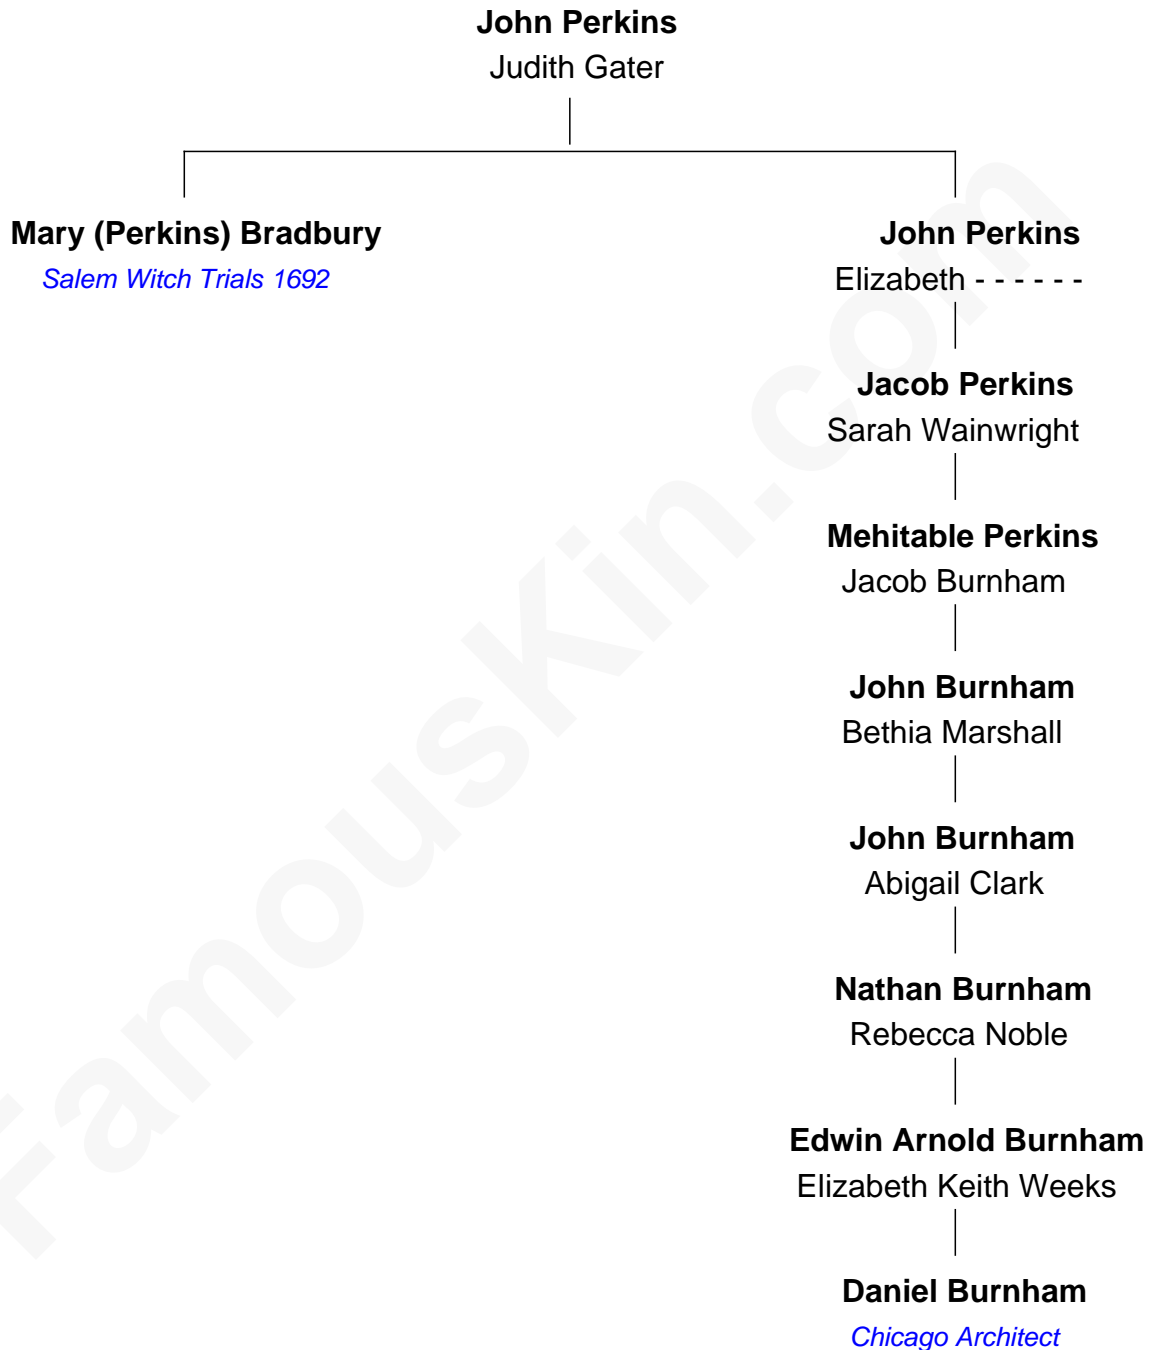 John Perkins
Judith Gater
Mary (Perkins) Bradbury
Salem Witch Trials 1692
John Perkins
Elizabeth - - - - - -
Jacob Perkins
Sarah Wainwright
Mehitable Perkins
Jacob Burnham
John Burnham
Bethia Marshall
John Burnham
Abigail Clark
Nathan Burnham
Rebecca Noble
Edwin Arnold Burnham
Elizabeth Keith Weeks
Daniel Burnham
Chicago Architect
FamousKin.com